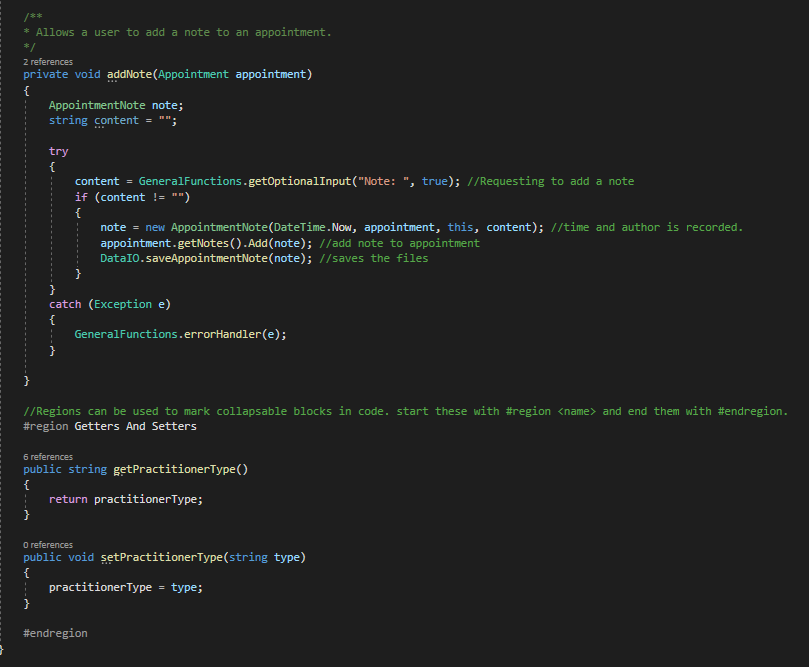 /**
* Allows a user to add a note to an appointment.
*/
2 references
private void addNote(Appointment appointment)
{
AppointmentNote note;
string content = "";
try
{
content = GeneralFunctions.getOptionalInput("Note: ", true); //Requesting to add a note
if (content != "")
{
note = new AppointmentNote(DateTime.Now, appointment, this, content); //time and author is recorded.
appointment.getNotes().Add(note); //add note to appointment
DataIO.saveAppointmentNote(note); //saves the files
}
}
catch (Exception e)
{
GeneralFunctions.errorHandler(e);
}
}
//Regions can be used to mark collapsable blocks in code. start these with #region <name> and end them with #endregion.
#region Getters And Setters
6 references
public string getPractitionerType()
{
return practitionerType;
}
0 references
public void setPractitionerType(string type)
{
practitionerType = type;
}
#endregion
}